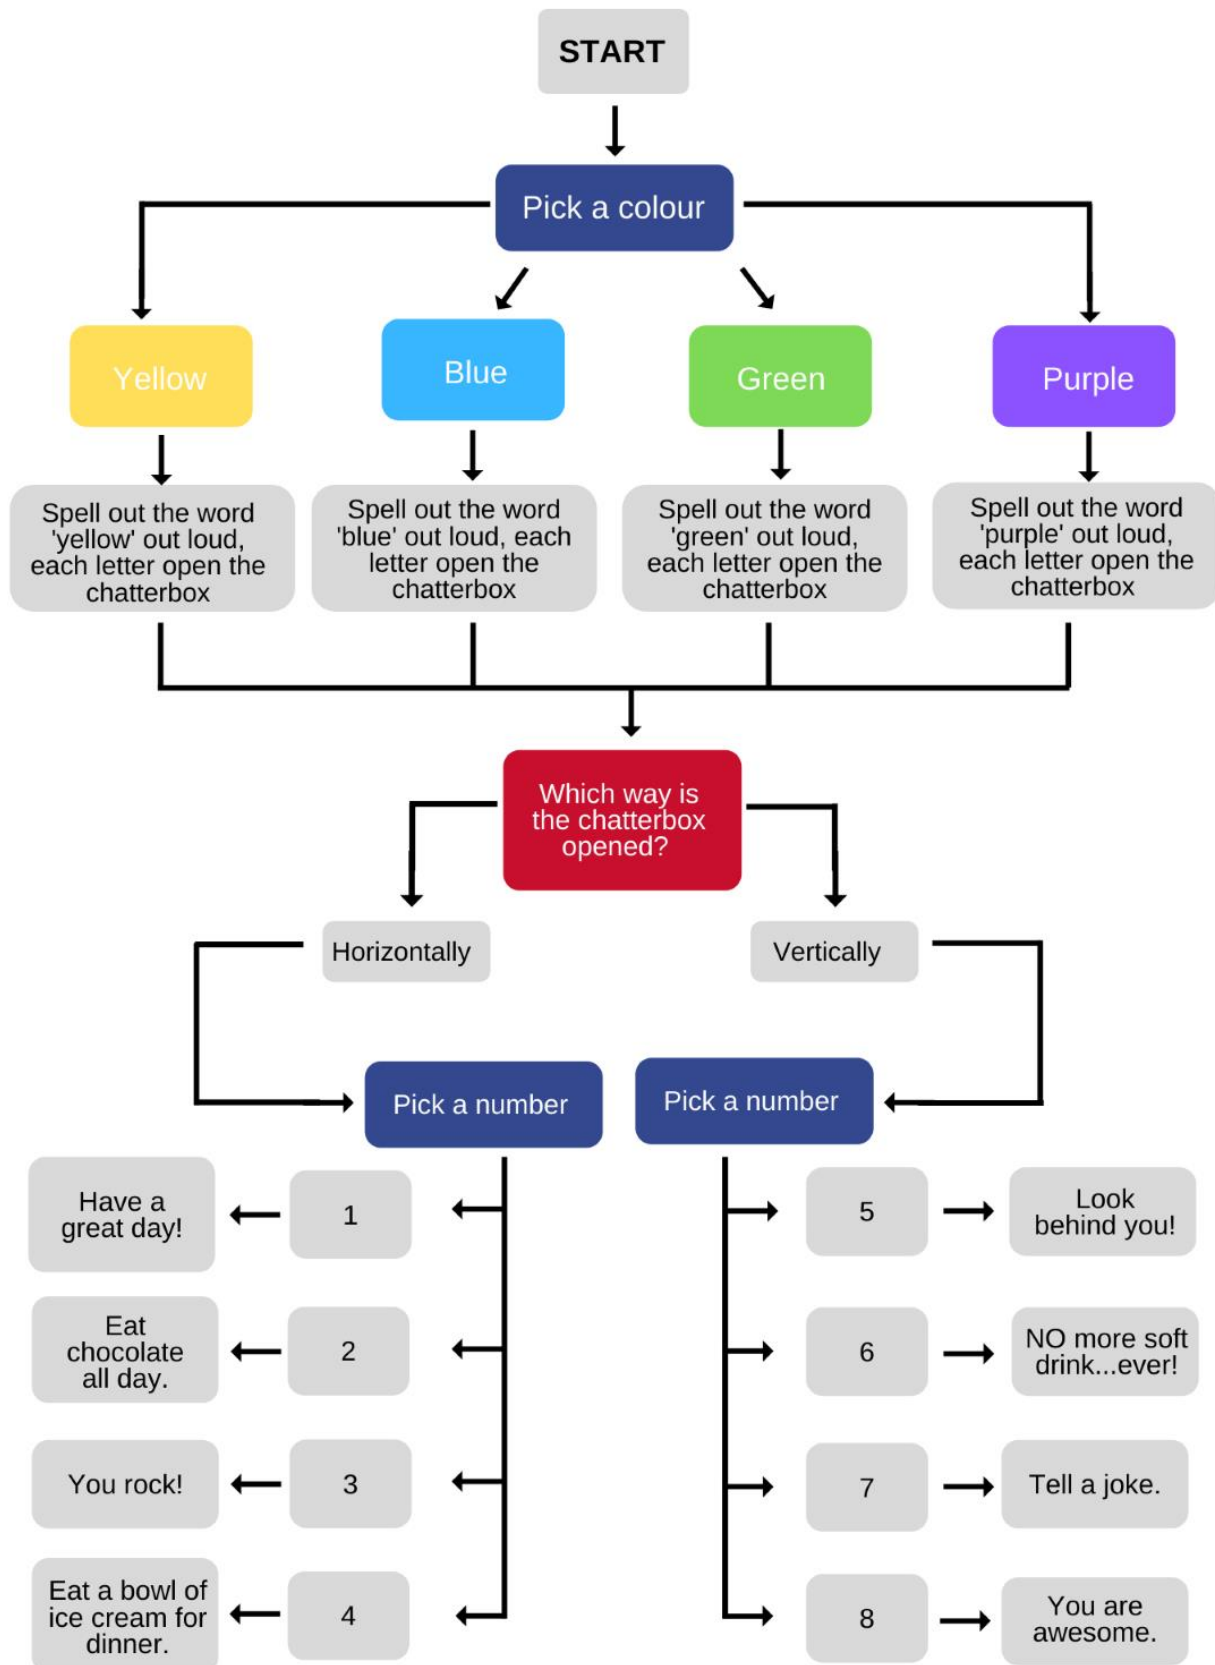 START
Pick a colour
Yellow
Blue
Green
Purple
Spell out the word
'yellow' out loud,
each letter open the
chatterbox
Spell out the word
'blue' out loud, each
letter open the
chatterbox
Spell out the word
'green' out loud,
each letter open the
chatterbox
Spell out the word
'purple' out loud,
each letter open the
chatterbox
Which way is
the chatterbox
opened?
Horizontally
Vertically
Pick a number
Pick a number
Have a
great day!
1
5
Look
behind you!
Eat
chocolate
all day.
2
6
NO more soft
drink...ever!
You rock!
3
7
Tell a joke.
Eat a bowl of
ice cream for
dinner.
4
8
You are
awesome.